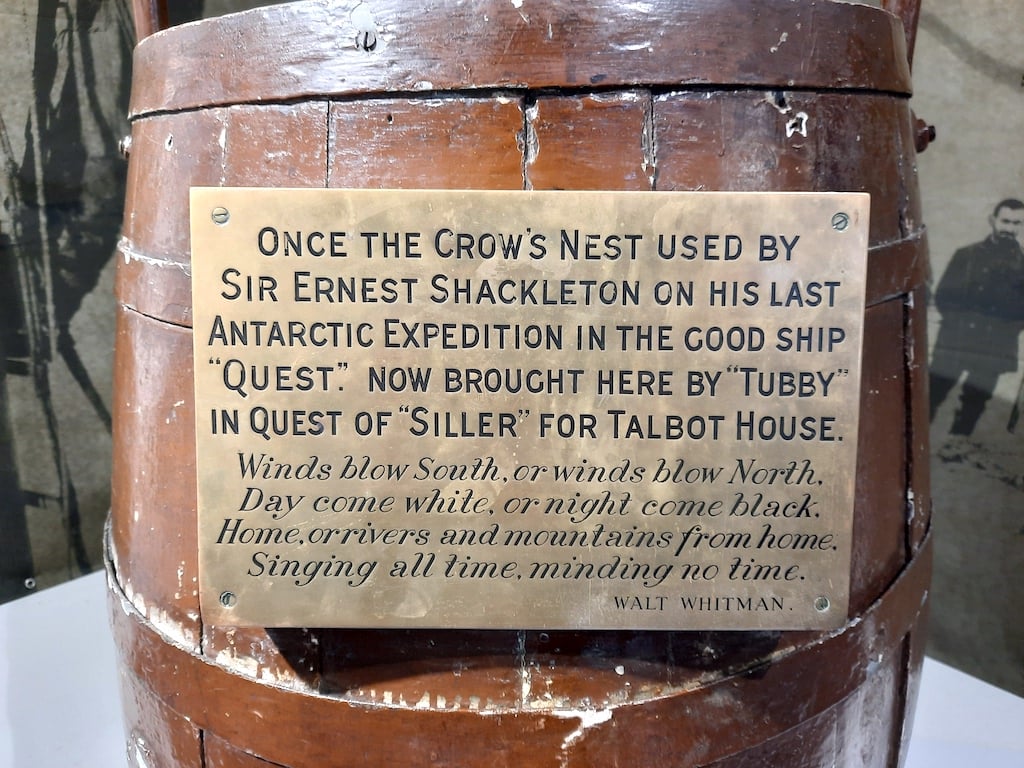 ONCE THE CROW'S NEST USED BY
SIR ERNEST SHACKLETON ON HIS LAST
ANTARCTIC EXPEDITION IN THE GOOD SHIP
"QUEST". NOW BROUGHT HERE BY "TUBBY"
IN QUEST OF "SILLER" FOR TALBOT HOUSE.
Winds blow South, or winds blow North,
Day come white, or night come black,
Home, or rivers and mountains from home,
Singing all time, minding no time.
WALT WHITMAN.